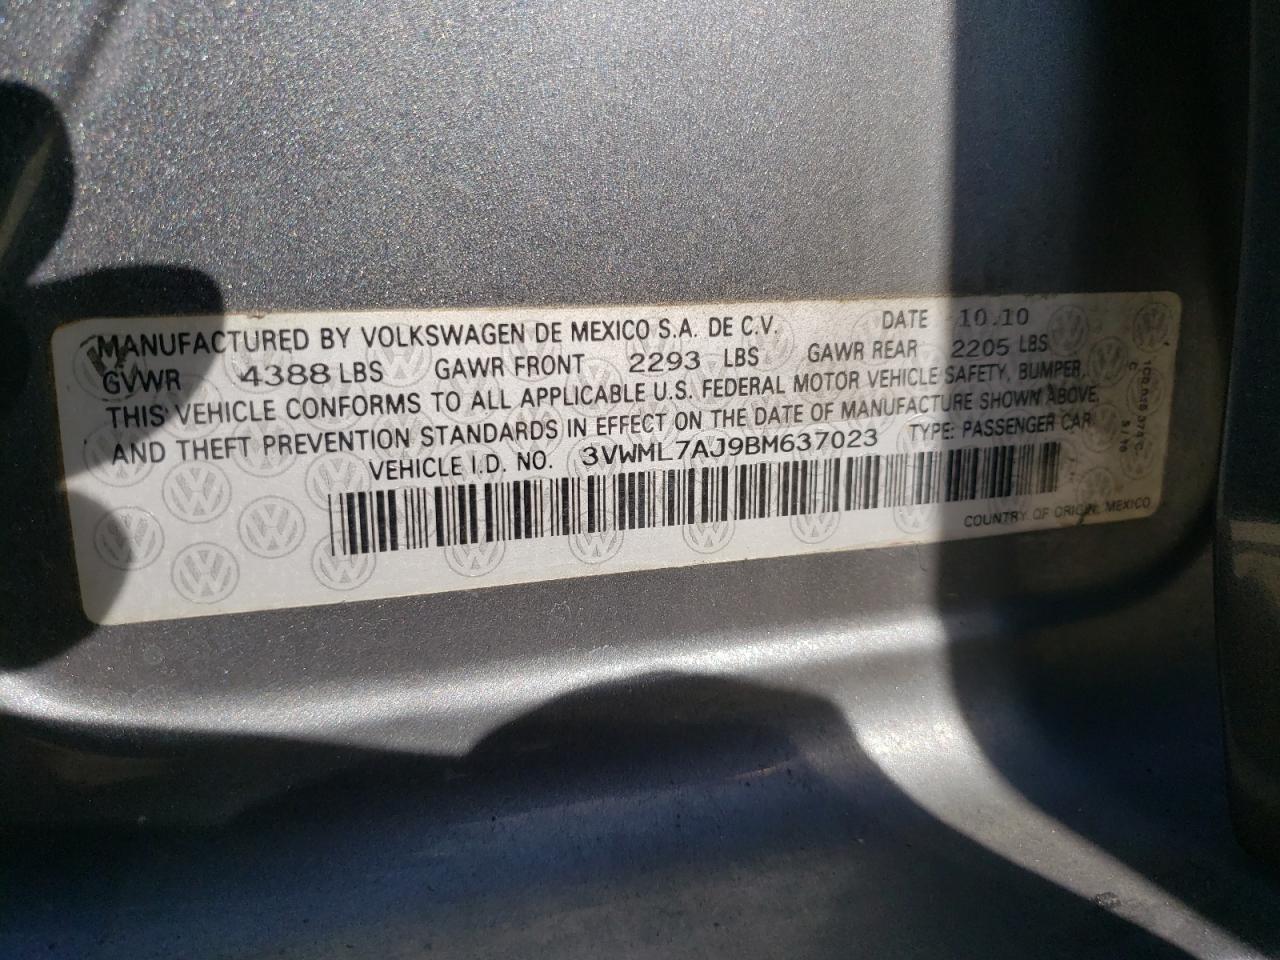 MANUFACTURED BY VOLKSWAGEN DE MEXICO S.A. DE C.V. DATE 10.10
GVWR 4388 LBS GAWR FRONT 2293 LBS GAWR REAR 2205 LBS
THIS VEHICLE CONFORMS TO ALL APPLICABLE U.S. FEDERAL MOTOR VEHICLE SAFETY, BUMPER,
AND THEFT PREVENTION STANDARDS IN EFFECT ON THE DATE OF MANUFACTURE SHOWN ABOVE.
VEHICLE I.D. NO. 3VWML7AJ9BM637023 TYPE: PASSENGER CAR
COUNTRY OF ORIGIN: MEXICO